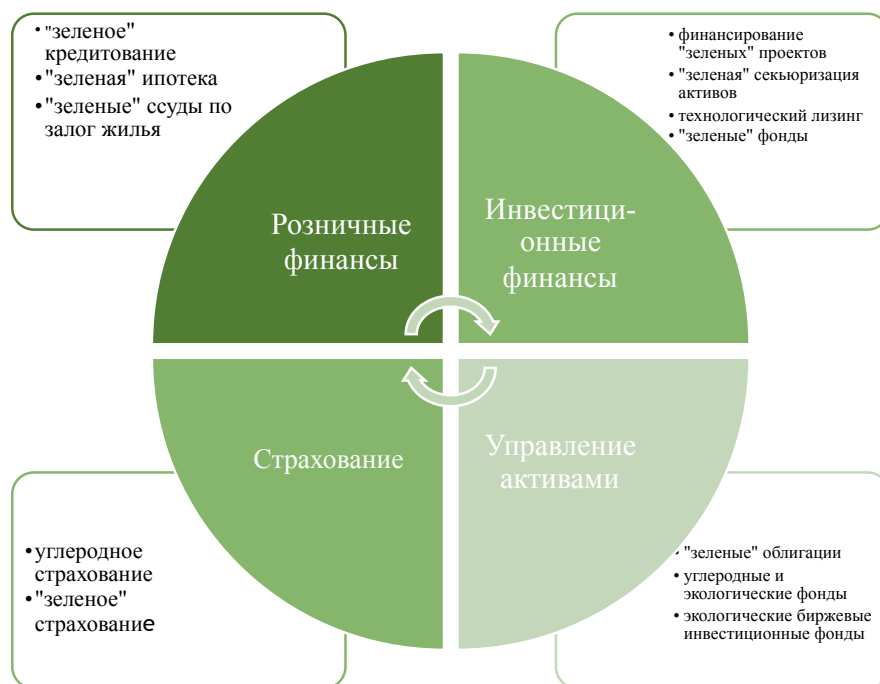 • "зеленое"
кредитование
• "зеленая" ипотека
• "зеленые" ссуды по
залог жилья
• финансирование
"зеленых" проектов
• "зеленая" секьюризация
активов
• технологический лизинг
• "зеленые" фонды
Розничные
финансы
Инвестици-
онные
финансы
Страхование
Управление
активами
• углеродное
страхование
• "зеленое"
страхование
• "зеленые" облигации
• углеродные и
экологические фонды
• экологические биржевые
инвестиционные фонды